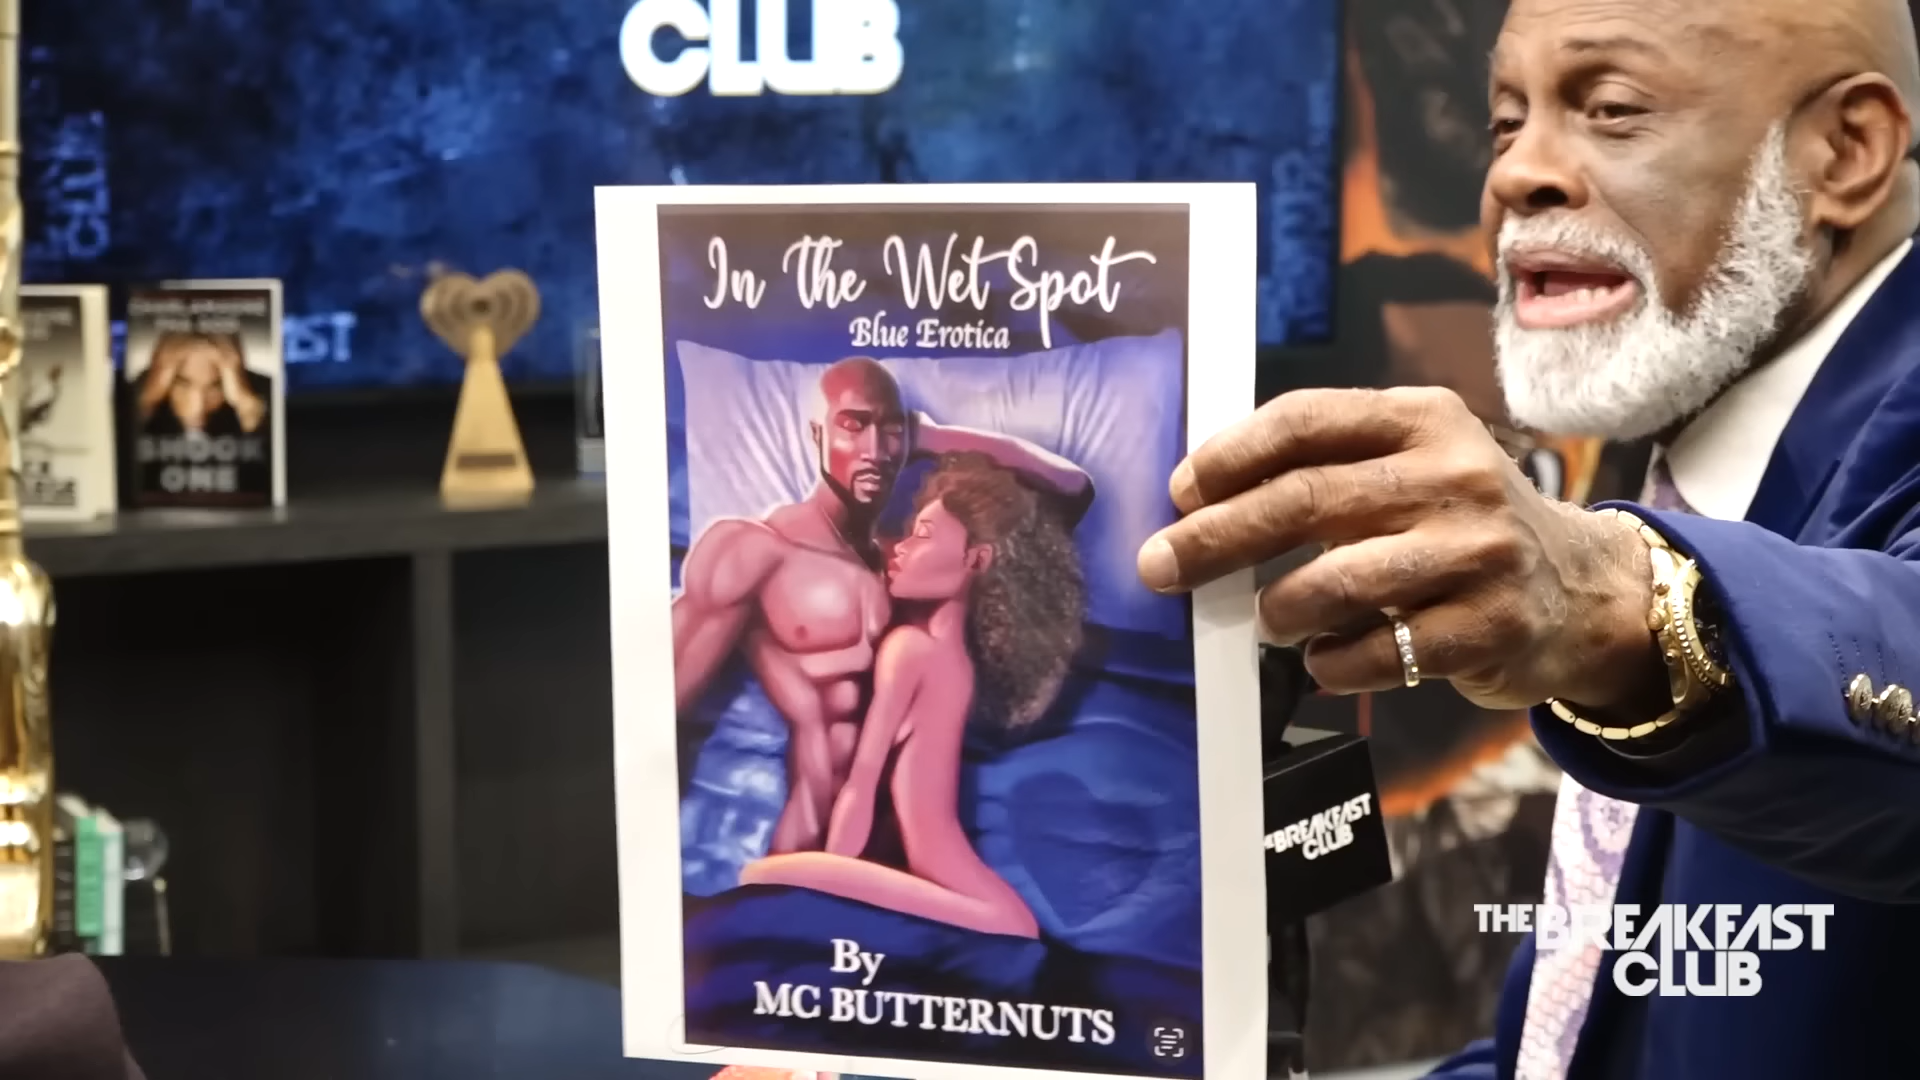 CLUB
In the Wet Spot
Blue Erotica
By
MC BUTTERNUTS
SHOOK
ONE
THE BREAKFAST
CLUB
THE BREAKFAST
CLUB